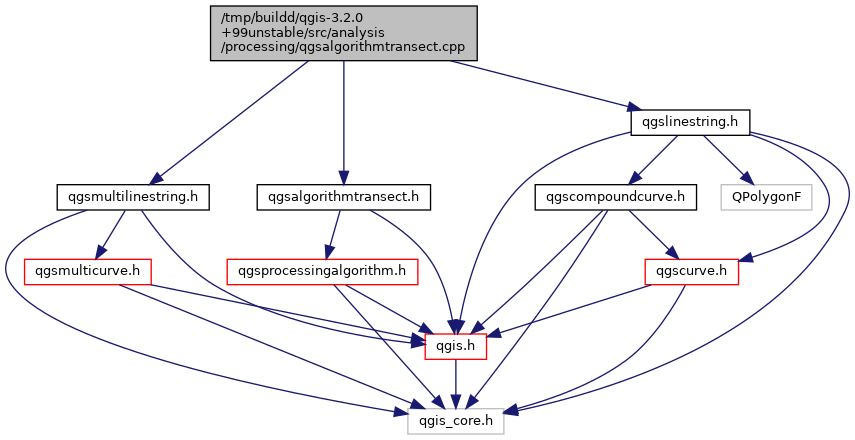 /tmp/buildd/qgis-3.2.0
+99unstable/src/analysis
/processing/qgsalgorithmtransect.cpp
qgslinestring.h
qgsmultilinestring.h
qgsalgorithmtransect.h
qgscompoundcurve.h
QPolygonF
qgsmulticurve.h
qgsprocessingalgorithm.h
qgscurve.h
qgis.h
qgis_core.h